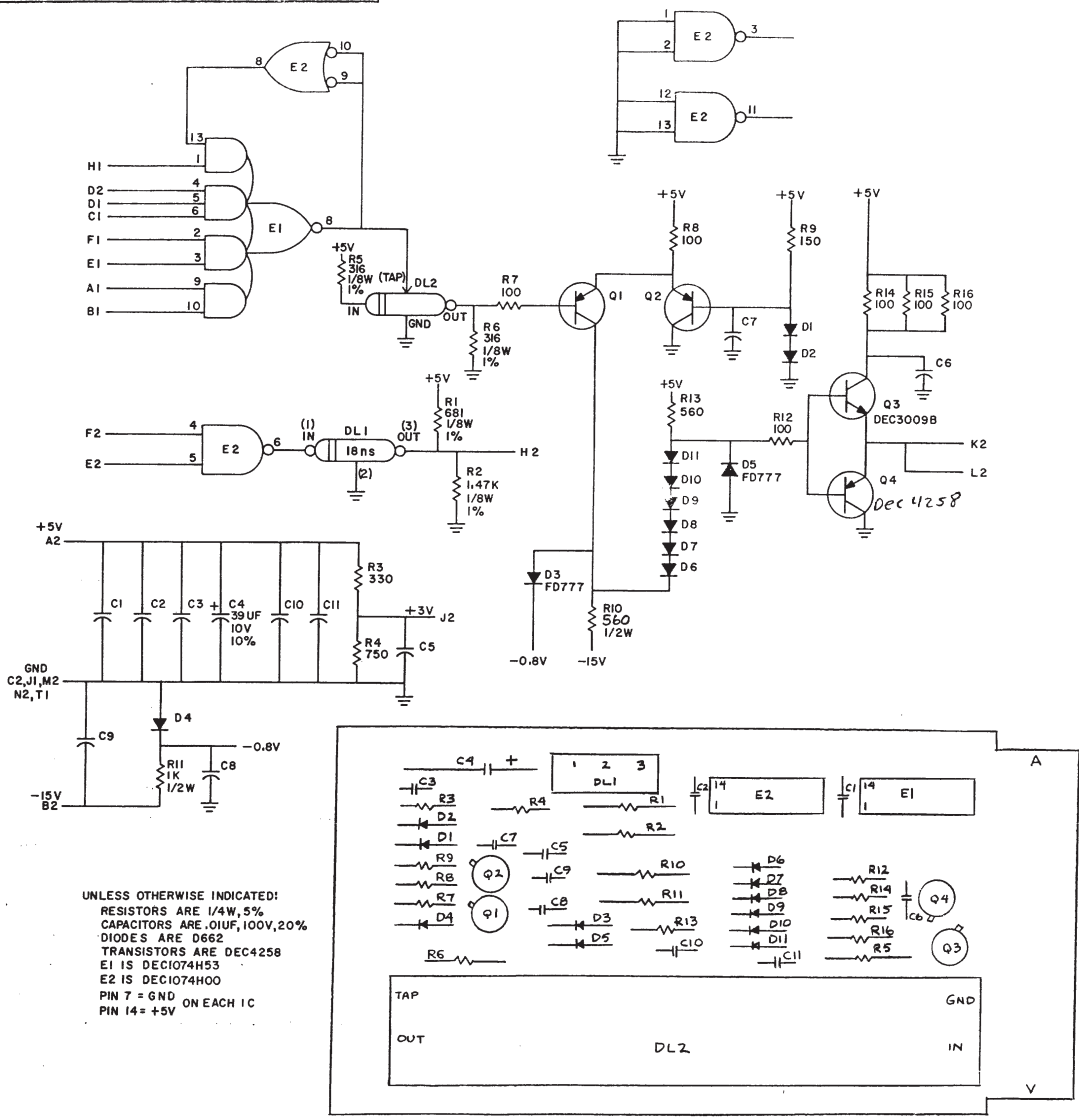 1
2
E2
3
12
13
E2
11
8
E2
10
9
13
1
H1
D2
D1
C1
4
5
6
F1
E1
2
3
A1
B1
9
10
E1
8
+5V
R5
316
1/8W
1%
(TAP)
DL2
IN
GND
OUT
R6
316
1/8W
1%
R7
100
Q1
+5V
R8
100
Q2
C7
+5V
R9
150
D1
D2
+5V
R14
100
R15
100
R16
100
C6
Q3
DEC3009B
K2
L2
Q4
Dec 4258
R12
100
D5
FD777
+5V
R13
560
D11
D10
D9
D8
D7
D6
D3
FD777
-0.8V
R10
560
1/2W
-15V
F2
E2
4
5
E2
6
(1)
IN
DL1
18ns
(2)
(3)
OUT
+5V
R1
681
1/8W
1%
H2
R2
1.47K
1/8W
1%
+5V
A2
C1
C2
C3
+
C4
39UF
10V
10%
C10
C11
R3
330
+3V
J2
R4
750
C5
GND
C2,J1,M2
N2,T1
C9
D4
-0.8V
R11
1K
1/2W
C8
-15V
B2
UNLESS OTHERWISE INDICATED:
RESISTORS ARE 1/4W, 5%
CAPACITORS ARE .01UF, 100V, 20%
DIODES ARE D662
TRANSISTORS ARE DEC4258
E1 IS DEC1074H53
E2 IS DEC1074H00
PIN 7 = GND
PIN 14 = +5V
ON EACH IC
A
C4
+
1 2 3
DL1
C3
C2
14
1
E2
C1
14
1
E1
R3
R4
R1
D2
D1
C7
C5
R2
R9
Q2
C9
R10
D6
R12
R8
D7
R14
R7
Q1
C8
R11
D8
D9
R15
C6
Q4
D4
D3
R13
D10
R16
D5
C10
D11
R5
Q3
R6
C11
TAP
GND
OUT
DL2
IN
V